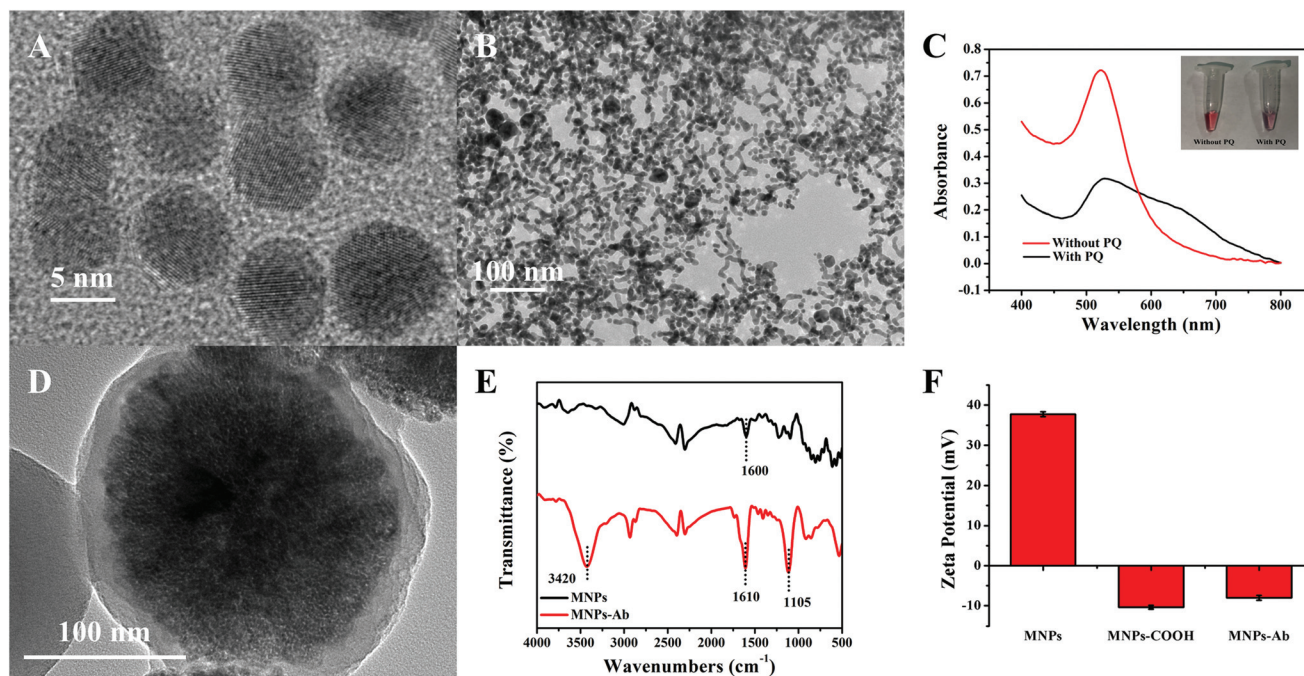 A
5 nm
B
100 nm
C
Absorbance
0.8
0.7
0.6
0.5
0.4
0.3
0.2
0.1
0.0
-0.1
400 500 600 700 800
Wavelength (nm)
Without PQ
With PQ
Without PQ With PQ
D
100 nm
E
Transmittance (%)
1600
3420
1610
1105
MNPs
MNPs-Ab
4000 3500 3000 2500 2000 1500 1000 500
Wavenumbers (cm⁻¹)
F
Zeta Potential (mV)
40
30
20
10
0
-10
MNPs MNPs-COOH MNPs-Ab